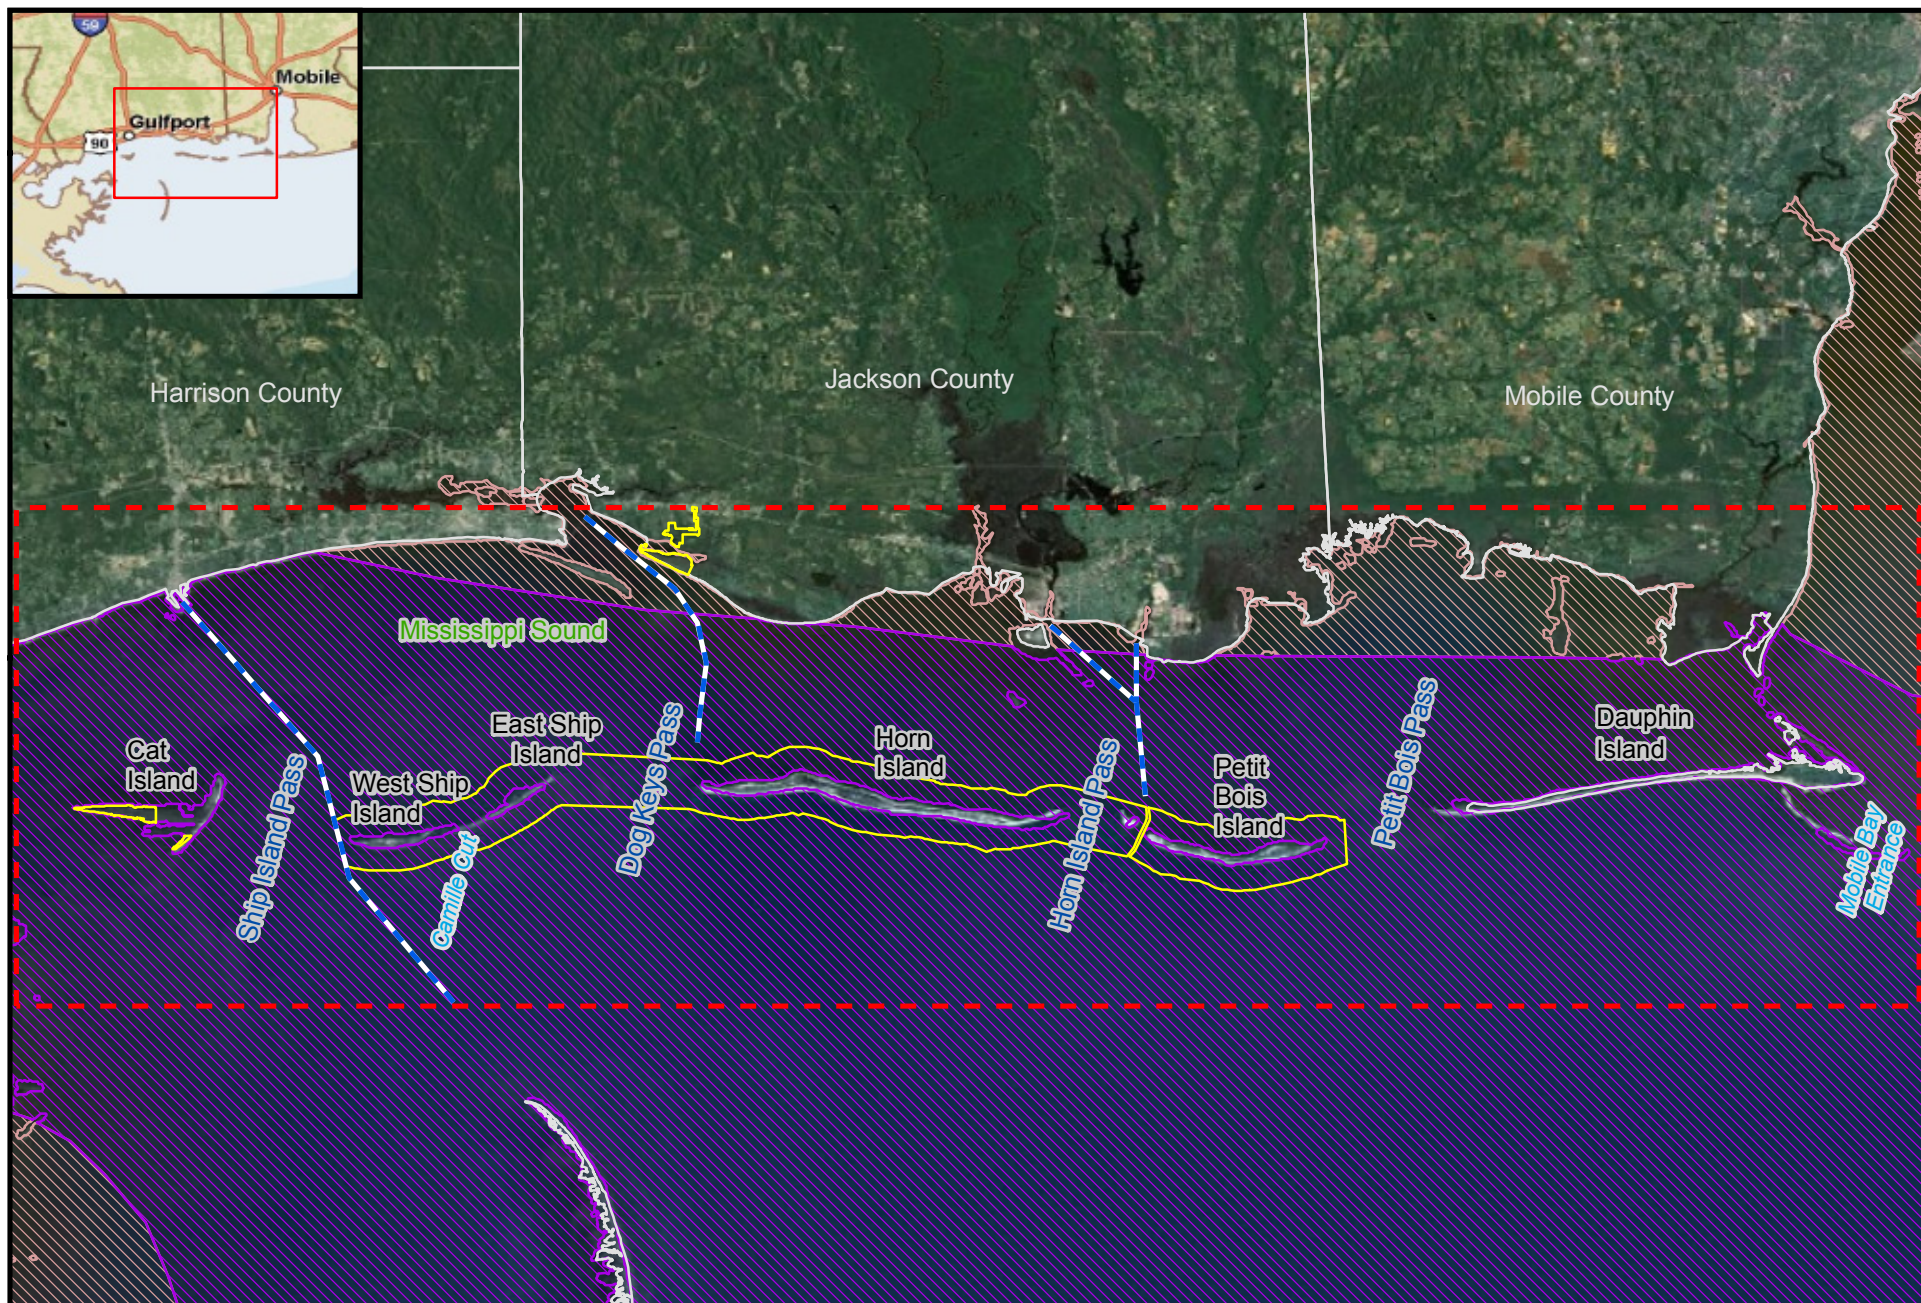 59
Mobile
Gulfport
90
Harrison County
Jackson County
Mobile County
Mississippi Sound
Cat
Island
Ship Island Pass
West Ship
Island
East Ship
Island
Camille Cut
Dog Keys Pass
Horn
Island
Horn Island Pass
Petit
Bois
Island
Petit Bois Pass
Dauphin
Island
Mobile Bay
Entrance